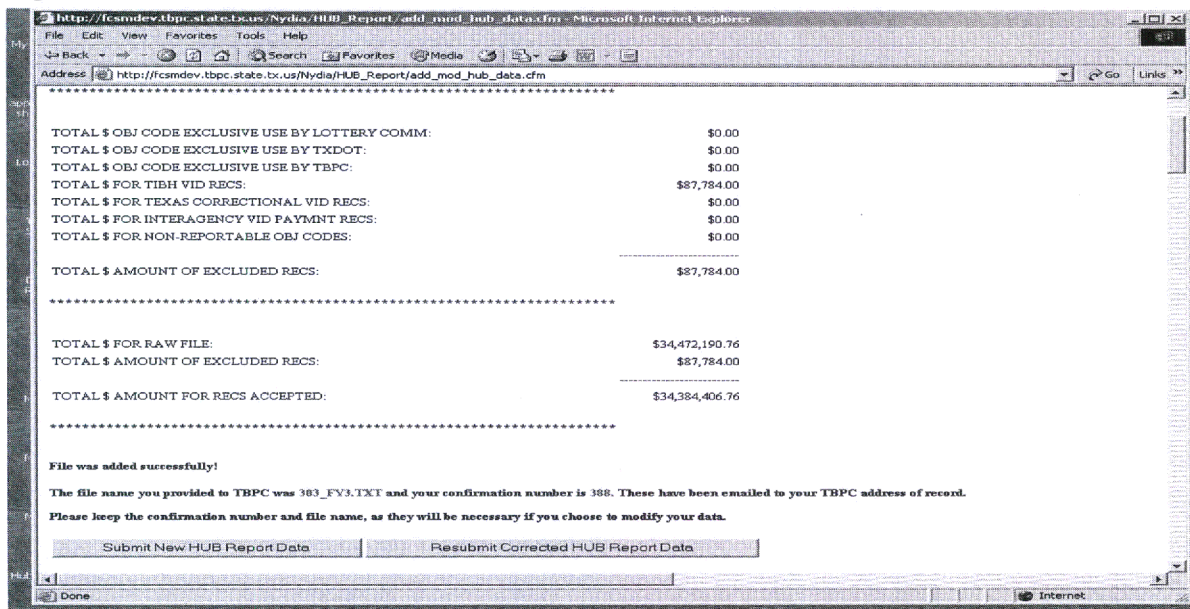 http://fcsmdev.tbpc.state.tx.us/Nydia/HUB_Report/add_mod_hub_data.cfm - Microsoft Internet Explorer
File Edit View Favorites Tools Help
Back Search Favorites Media
Address http://fcsmdev.tbpc.state.tx.us/Nydia/HUB_Report/add_mod_hub_data.cfm Go Links »
**********************************************************************
TOTAL $ OBJ CODE EXCLUSIVE USE BY LOTTERY COMM: $0.00
TOTAL $ OBJ CODE EXCLUSIVE USE BY TXDOT: $0.00
TOTAL $ OBJ CODE EXCLUSIVE USE BY TBPC: $0.00
TOTAL $ FOR TIBH VID RECS: $87,784.00
TOTAL $ FOR TEXAS CORRECTIONAL VID RECS: $0.00
TOTAL $ FOR INTERAGENCY VID PAYMNT RECS: $0.00
TOTAL $ FOR NON-REPORTABLE OBJ CODES: $0.00
------------------------
TOTAL $ AMOUNT OF EXCLUDED RECS: $87,784.00
**********************************************************************
TOTAL $ FOR RAW FILE: $34,472,190.76
TOTAL $ AMOUNT OF EXCLUDED RECS: $87,784.00
------------------------
TOTAL $ AMOUNT FOR RECS ACCEPTED: $34,384,406.76
**********************************************************************
File was added successfully!
The file name you provided to TBPC was 383_FY3.TXT and your confirmation number is 388. These have been emailed to your TBPC address of record.
Please keep the confirmation number and file name, as they will be necessary if you choose to modify your data.
Submit New HUB Report Data Resubmit Corrected HUB Report Data
Done Internet